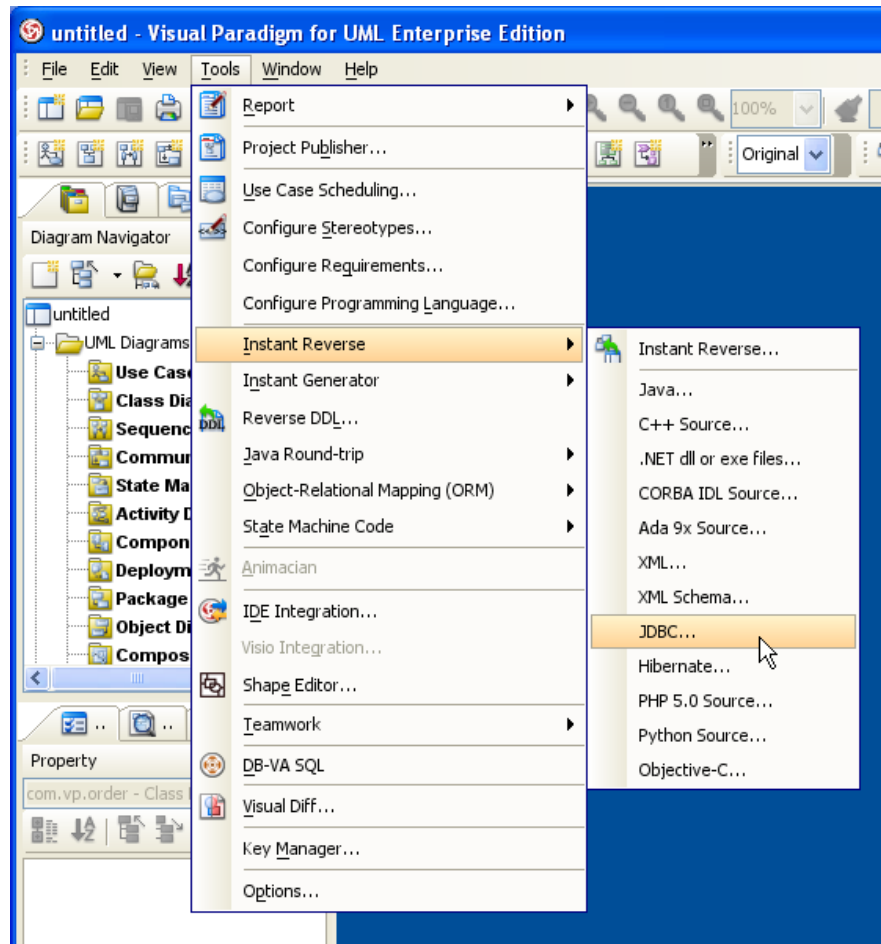 untitled - Visual Paradigm for UML Enterprise Edition
File Edit View Tools Window Help
100%
Original
Diagram Navigator
untitled
UML Diagrams
Use Case
Class Dia
Sequenc
Commun
State Ma
Activity D
Compon
Deploym
Package
Object Di
Compos
..
..
Property
com.vp.order - Class
Report
Project Publisher...
Use Case Scheduling...
Configure Stereotypes...
Configure Requirements...
Configure Programming Language...
Instant Reverse
Instant Generator
DDL
Reverse DDL...
Java Round-trip
Object-Relational Mapping (ORM)
State Machine Code
Animacian
IDE Integration...
Visio Integration...
Shape Editor...
Teamwork
DB-VA SQL
Visual Diff...
Key Manager...
Options...
Instant Reverse...
Java...
C++ Source...
.NET dll or exe files...
CORBA IDL Source...
Ada 9x Source...
XML...
XML Schema...
JDBC...
Hibernate...
PHP 5.0 Source...
Python Source...
Objective-C...